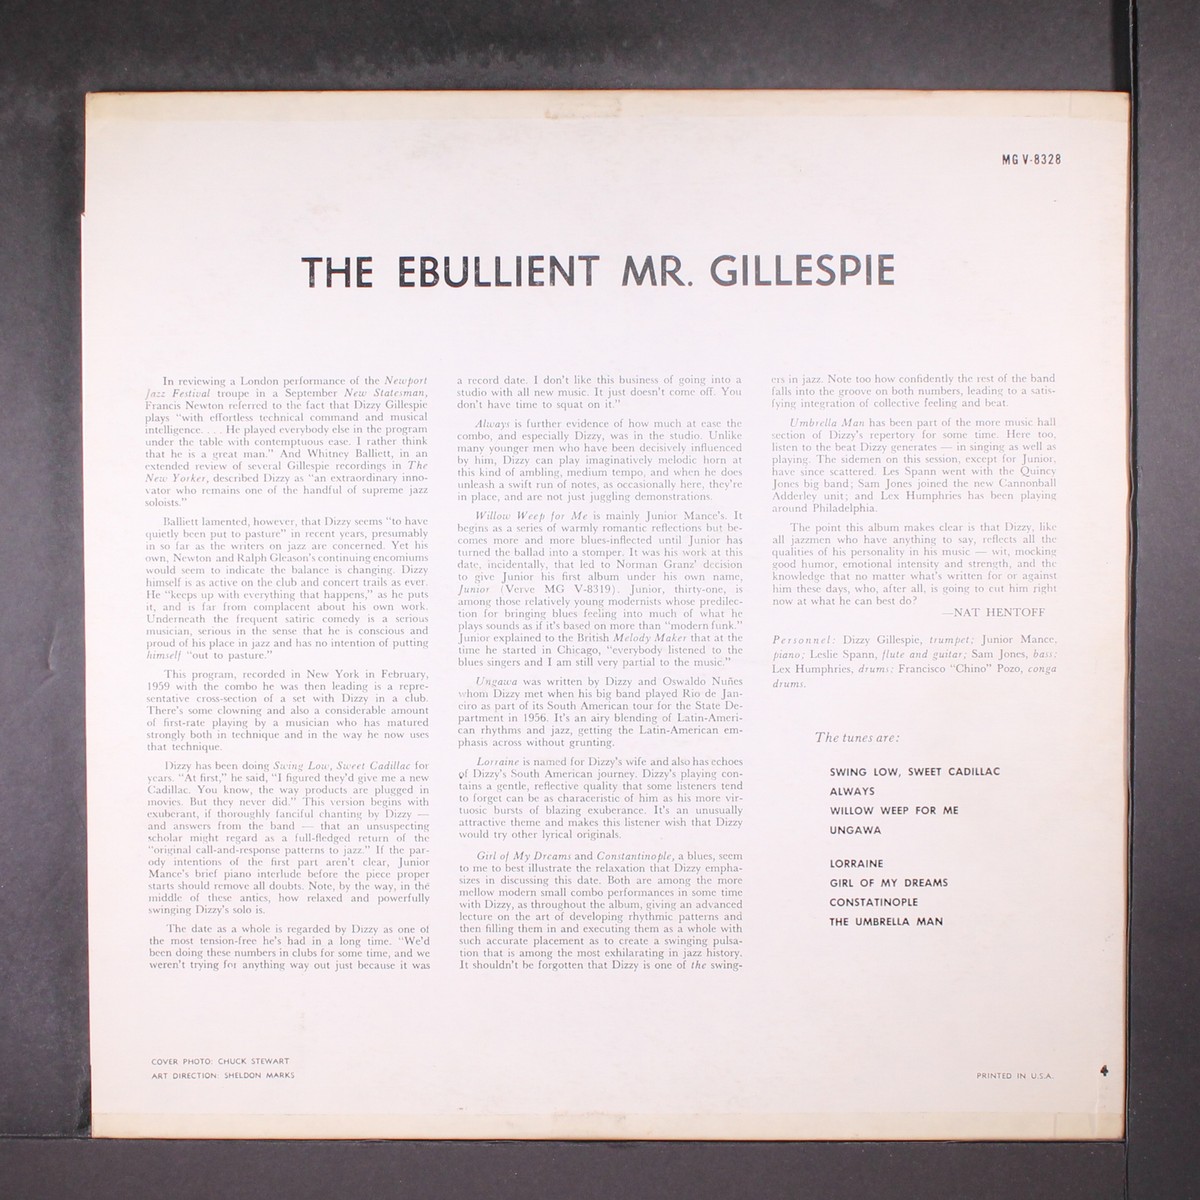 MG V-8328
THE EBULLIENT MR. GILLESPIE
In reviewing a London performance of the Newport
Jazz Festival troupe in a September New Statesman,
Francis Newton referred to the fact that Dizzy Gillespie
plays "with effortless technical command and musical
intelligence. . . . He played everybody else in the program
under the table with contemptuous ease. I rather think
that he is a great man." And Whitney Balliett, in an
extended review of several Gillespie recordings in The
New Yorker, described Dizzy as "an extraordinary inno-
vator who remains one of the handful of supreme jazz
soloists."
Balliett lamented, however, that Dizzy seems "to have
quietly been put to pasture" in recent years, presumably
in so far as the writers on jazz are concerned. Yet his
own, Newton and Ralph Gleason's continuing encomiums
would seem to indicate the balance is changing. Dizzy
himself is as active on the club and concert trails as ever.
He "keeps up with everything that happens," as he puts
it, and is far from complacent about his own work.
Underneath the frequent satiric comedy is a serious
musician, serious in the sense that he is conscious and
proud of his place in jazz and has no intention of putting
himself "out to pasture."
This program, recorded in New York in February,
1959 with the combo he was then leading is a repre-
sentative cross-section of a set with Dizzy in a club.
There's some clowning and also a considerable amount
of first-rate playing by a musician who has matured
strongly both in technique and in the way he now uses
that technique.
Dizzy has been doing Swing Low, Sweet Cadillac for
years. "At first," he said, "I figured they'd give me a new
Cadillac. You know, the way products are plugged in
movies. But they never did." This version begins with
exuberant, if thoroughly fanciful chanting by Dizzy —
and answers from the band — that an unsuspecting
scholar might regard as a full-fledged return of the
"original call-and-response patterns to jazz." If the par-
ody intentions of the first part aren't clear, Junior
Mance's brief piano interlude before the piece proper
starts should remove all doubts. Note, by the way, in the
middle of these antics, how relaxed and powerfully
swinging Dizzy's solo is.
The date as a whole is regarded by Dizzy as one of
the most tension-free he's had in a long time. "We'd
been doing these numbers in clubs for some time, and we
weren't trying for anything way out just because it was
a record date. I don't like this business of going into a
studio with all new music. It just doesn't come off. You
don't have time to squat on it."
Always is further evidence of how much at ease the
combo, and especially Dizzy, was in the studio. Unlike
many younger men who have been decisively influenced
by him, Dizzy can play imaginatively melodic horn at
this kind of ambling, medium tempo, and when he does
unleash a swift run of notes, as occasionally here, they're
in place, and are not just juggling demonstrations.
Willow Weep for Me is mainly Junior Mance's. It
begins as a series of warmly romantic reflections but be-
comes more and more blues-inflected until Junior has
turned the ballad into a stomper. It was his work at this
date, incidentally, that led to Norman Granz' decision
to give Junior his first album under his own name,
Junior (Verve MG V-8319). Junior, thirty-one, is
among those relatively young modernists whose predilec-
tion for bringing blues feeling into much of what he
plays sounds as if it's based on more than "modern funk."
Junior explained to the British Melody Maker that at the
time he started in Chicago, "everybody listened to the
blues singers and I am still very partial to the music."
Ungawa was written by Dizzy and Oswaldo Nuñes
whom Dizzy met when his big band played Rio de Jan-
eiro as part of its South American tour for the State De-
partment in 1956. It's an airy blending of Latin-Ameri-
can rhythms and jazz, getting the Latin-American em-
phasis across without grunting.
Lorraine is named for Dizzy's wife and also has echoes
of Dizzy's South American journey. Dizzy's playing con-
tains a gentle, reflective quality that some listeners tend
to forget can be as characeristic of him as his more vir-
tuosic bursts of blazing exuberance. It's an unusually
attractive theme and makes this listener wish that Dizzy
would try other lyrical originals.
Girl of My Dreams and Constantinople, a blues, seem
to me to best illustrate the relaxation that Dizzy empha-
sizes in discussing this date. Both are among the more
mellow modern small combo performances in some time
with Dizzy, as throughout the album, giving an advanced
lecture on the art of developing rhythmic patterns and
then filling them in and executing them as a whole with
such accurate placement as to create a swinging pulsa-
tion that is among the most exhilarating in jazz history.
It shouldn't be forgotten that Dizzy is one of the swing-
ers in jazz. Note too how confidently the rest of the band
falls into the groove on both numbers, leading to a satis-
fying integration of collective feeling and beat.
Umbrella Man has been part of the more music hall
section of Dizzy's repertory for some time. Here too,
listen to the beat Dizzy generates — in singing as well as
playing. The sidemen on this session, except for Junior,
have since scattered. Les Spann went with the Quincy
Jones big band; Sam Jones joined the new Cannonball
Adderley unit; and Lex Humphries has been playing
around Philadelphia.
The point this album makes clear is that Dizzy, like
all jazzmen who have anything to say, reflects all the
qualities of his personality in his music — wit, mocking
good humor, emotional intensity and strength, and the
knowledge that no matter what's written for or against
him these days, who, after all, is going to cut him right
now at what he can best do?
—NAT HENTOFF
Personnel: Dizzy Gillespie, trumpet; Junior Mance,
piano; Leslie Spann, flute and guitar; Sam Jones, bass;
Lex Humphries, drums; Francisco "Chino" Pozo, conga
drums.
The tunes are:
SWING LOW, SWEET CADILLAC
ALWAYS
WILLOW WEEP FOR ME
UNGAWA
LORRAINE
GIRL OF MY DREAMS
CONSTATINOPLE
THE UMBRELLA MAN
COVER PHOTO: CHUCK STEWART
ART DIRECTION: SHELDON MARKS
PRINTED IN U.S.A.
4